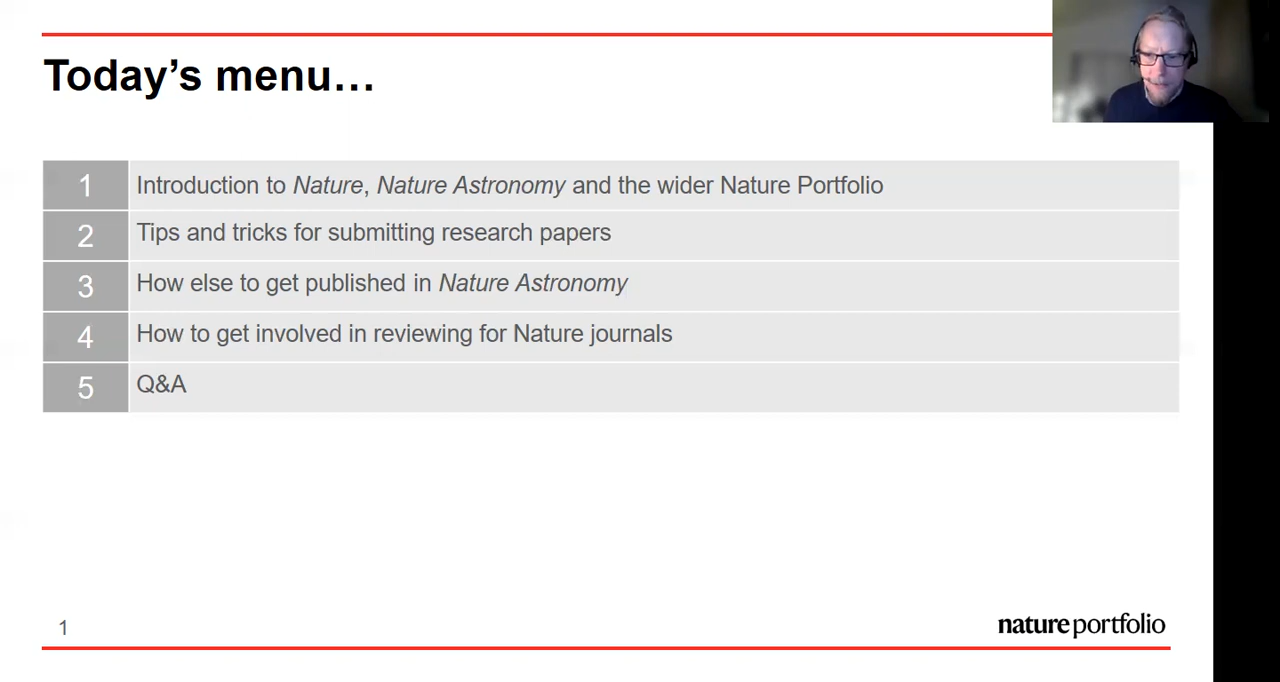 Today’s menu…
1 Introduction to Nature, Nature Astronomy and the wider Nature Portfolio
2 Tips and tricks for submitting research papers
3 How else to get published in Nature Astronomy
4 How to get involved in reviewing for Nature journals
5 Q&A
1
nature portfolio